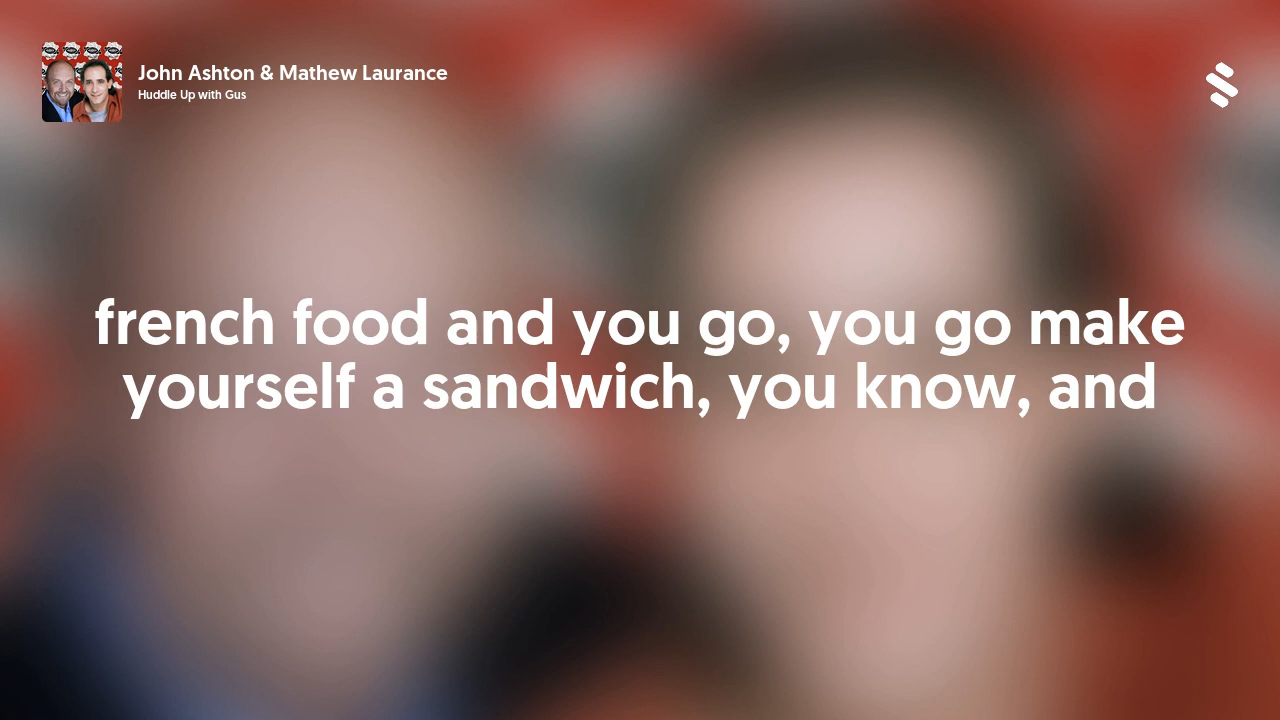 John Ashton & Mathew Laurance
Huddle Up with Gus
french food and you go, you go make
yourself a sandwich, you know, and